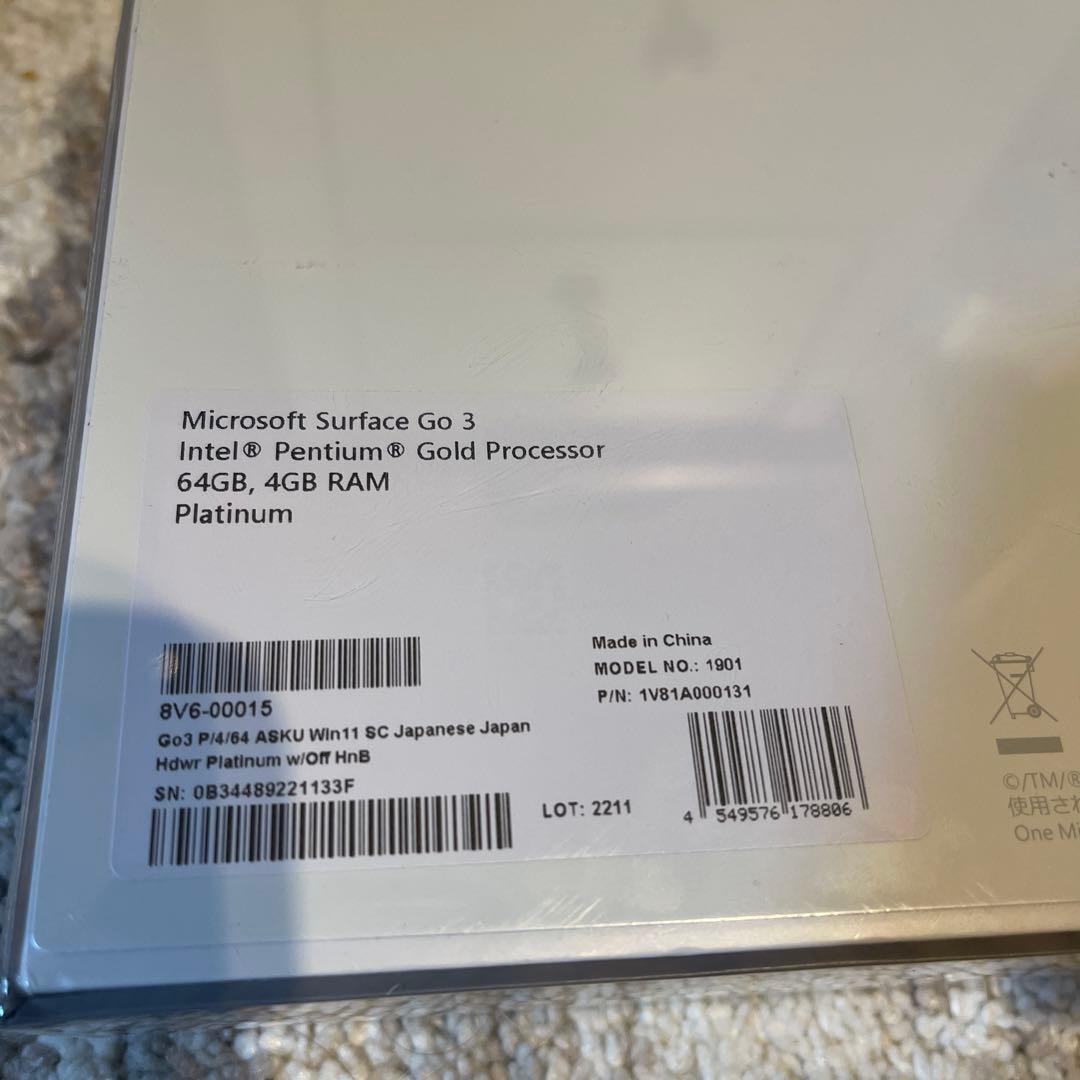 Microsoft Surface Go 3
Intel® Pentium® Gold Processor
64GB, 4GB RAM
Platinum
8V6-00015
Go3 P/4/64 ASKU Win11 SC Japanese Japan
Hdwr Platinum w/Off HnB
SN: 0B34489221133F
LOT: 2211
Made in China
MODEL NO.: 1901
P/N: 1V81A000131
4 549576 178806
©/TM/®
使用され
One Mi